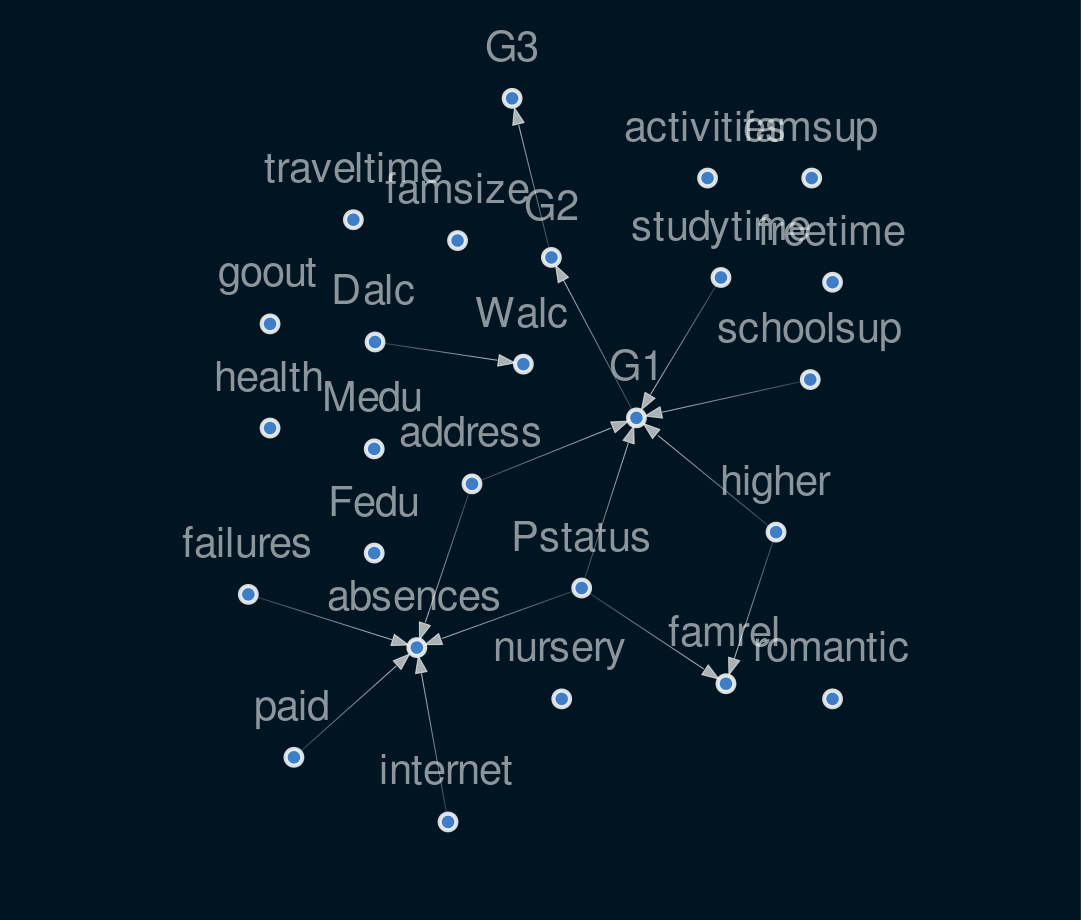 G3
activities
famsup
traveltime
famsize
G2
studytime
freetime
goout
Dalc
Walc
schoolsup
G1
health
Medu
address
higher
Fedu
Pstatus
failures
absences
famrel
nursery
romantic
paid
internet